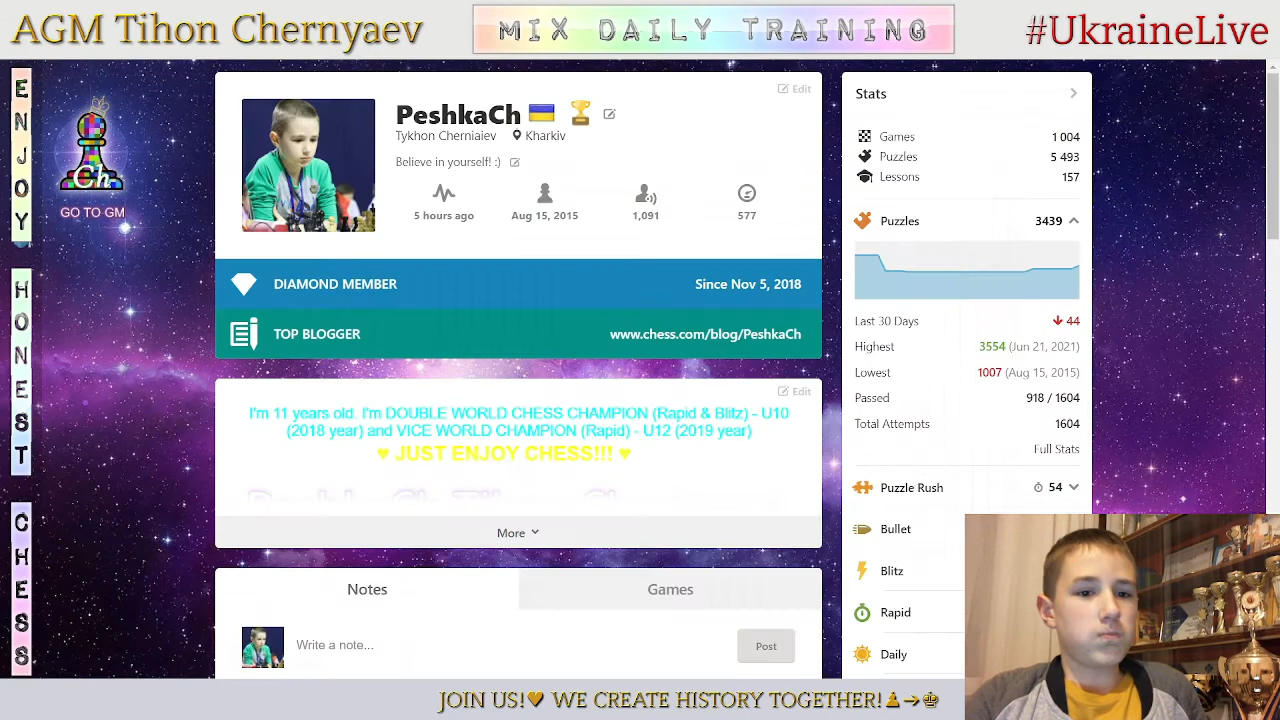 AGM Tihon Chernyaev
MIX DAILY TRAINING
#UkraineLive
ENJOY
HONEST
CHESS
Ch
GO TO GM
Edit
PeshkaCh
Tykhon Cherniaiev Kharkiv
Believe in yourself! :)
5 hours ago Aug 15, 2015 1,091 577
DIAMOND MEMBER Since Nov 5, 2018
TOP BLOGGER www.chess.com/blog/PeshkaCh
Edit
I'm 11 years old. I'm DOUBLE WORLD CHESS CHAMPION (Rapid & Blitz) - U10
(2018 year) and VICE WORLD CHAMPION (Rapid) - U12 (2019 year)
♥ JUST ENJOY CHESS!!! ♥
More
Notes Games
Write a note... Post
Stats
Games 1 004
Puzzles 5 493
Lessons 157
Puzzles 3439
Last 30 Days 44
Highest 3554 (Jun 21, 2021)
Lowest 1007 (Aug 15, 2015)
Passed 918 / 1604
Total Attempts 1604
Full Stats
Puzzle Rush 54
Bullet
Blitz
Rapid
Daily
JOIN US!♥ WE CREATE HISTORY TOGETHER!♟→♚